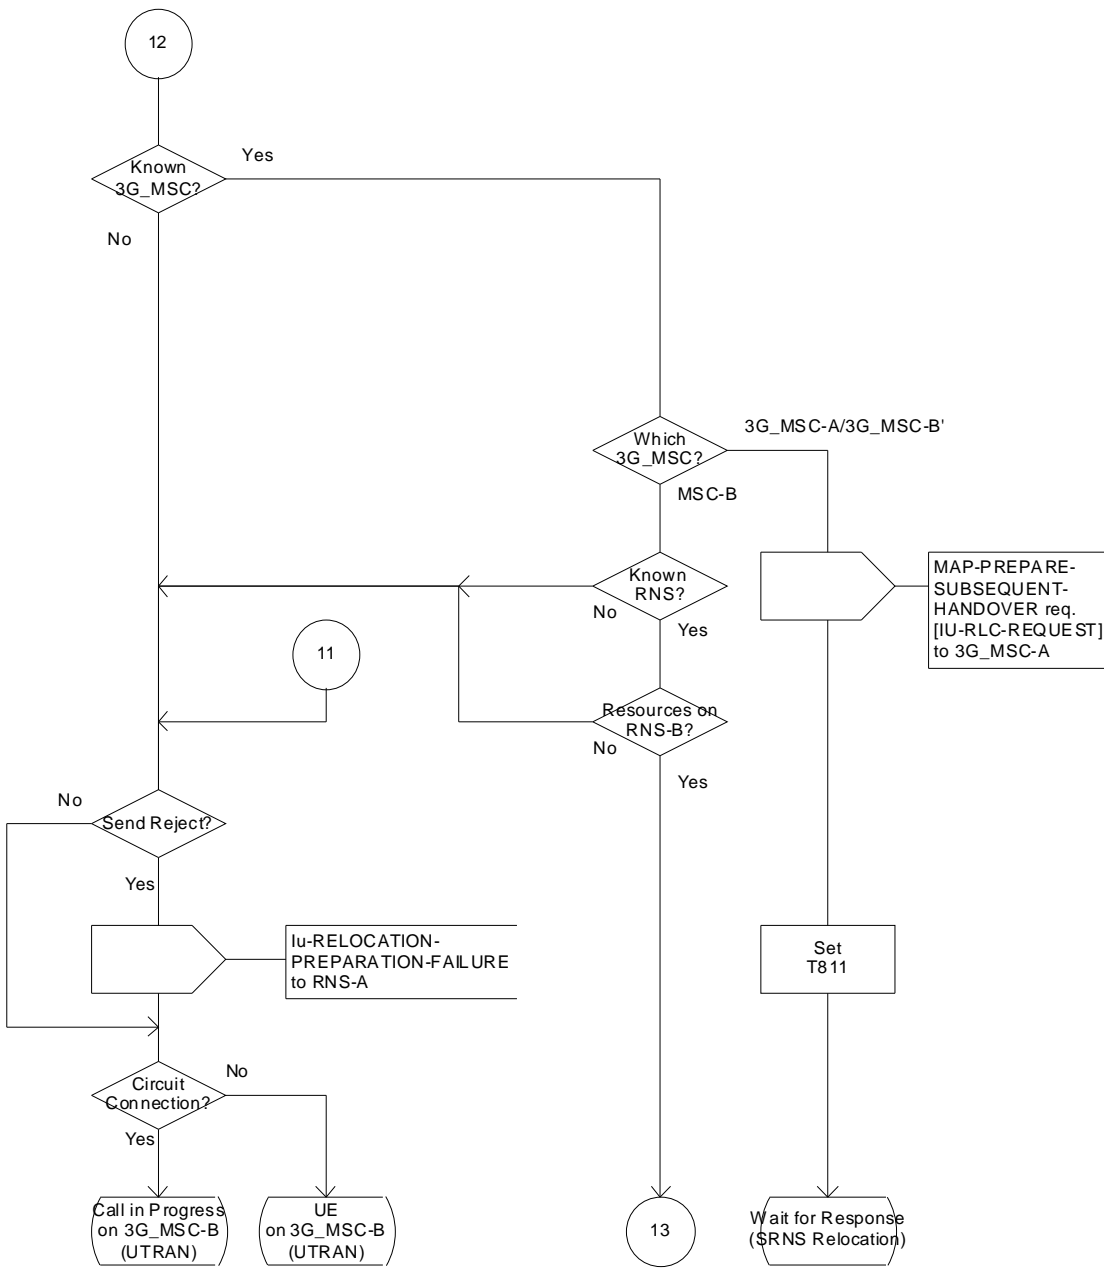 12
Known
3G_MSC?
Yes
No
Which
3G_MSC?
3G_MSC-A/3G_MSC-B'
MSC-B
Known
RNS?
No
Yes
MAP-PREPARE-
SUBSEQUENT-
HANDOVER req.
[IU-RLC-REQUEST]
to 3G_MSC-A
11
Resources on
RNS-B?
No
Yes
No
Send Reject?
Yes
Iu-RELOCATION-
PREPARATION-FAILURE
to RNS-A
Set
T811
Circuit
Connection?
No
Yes
Call in Progress
on 3G_MSC-B
(UTRAN)
UE
on 3G_MSC-B
(UTRAN)
13
Wait for Response
(SRNS Relocation)